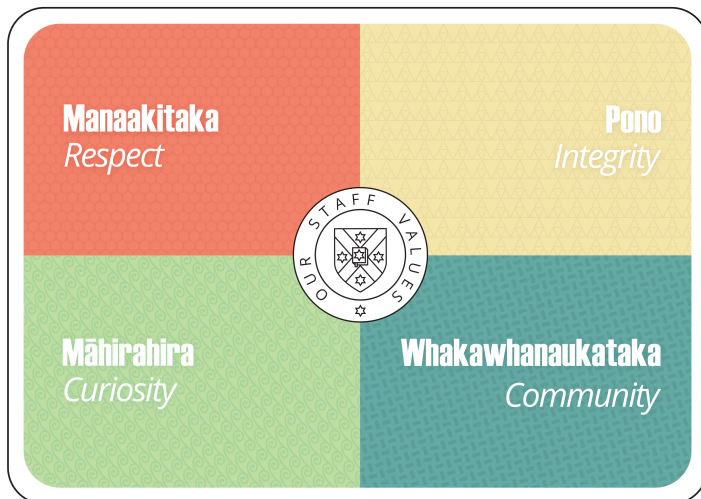 Manaakitaka
Respect
Pono
Integrity
OUR STAFF VALUES
Māhirahira
Curiosity
Whakawhanaukataka
Community